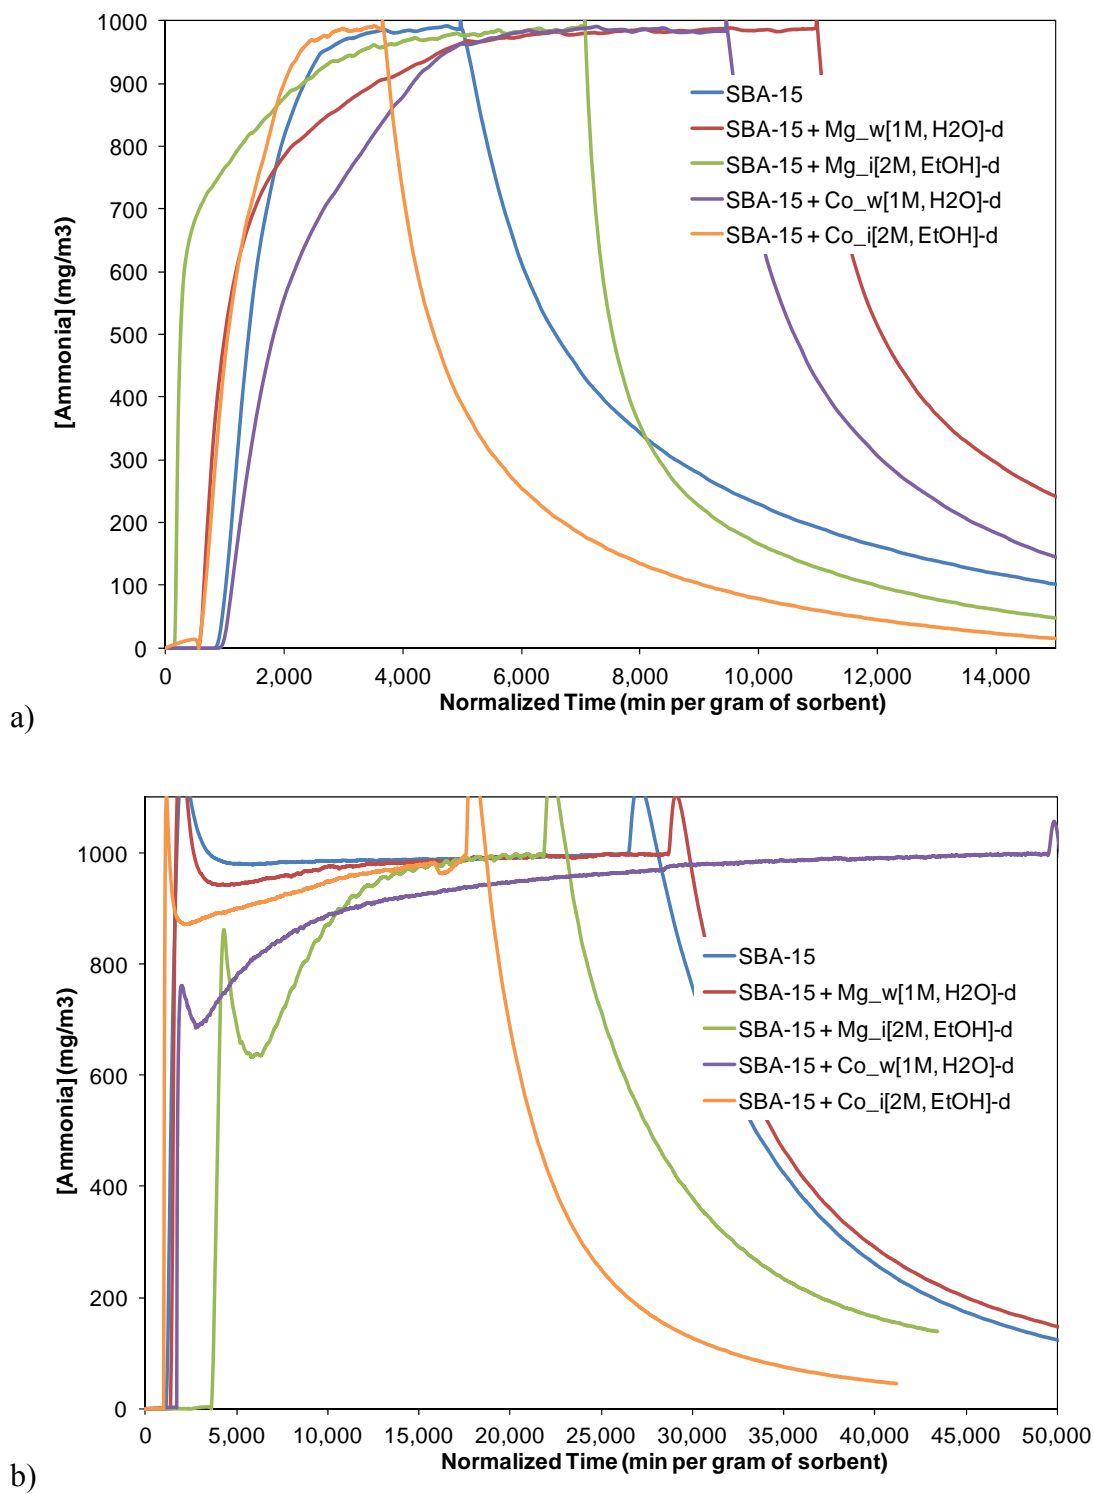 1000
900
800
700
600
500
400
300
200
100
0
[Ammonia] (mg/m3)
SBA-15
SBA-15 + Mg_w[1M, H2O]-d
SBA-15 + Mg_i[2M, EtOH]-d
SBA-15 + Co_w[1M, H2O]-d
SBA-15 + Co_i[2M, EtOH]-d
0 2,000 4,000 6,000 8,000 10,000 12,000 14,000
Normalized Time (min per gram of sorbent)
a)
1000
800
600
400
200
0
[Ammonia] (mg/m3)
SBA-15
SBA-15 + Mg_w[1M, H2O]-d
SBA-15 + Mg_i[2M, EtOH]-d
SBA-15 + Co_w[1M, H2O]-d
SBA-15 + Co_i[2M, EtOH]-d
0 5,000 10,000 15,000 20,000 25,000 30,000 35,000 40,000 45,000 50,000
Normalized Time (min per gram of sorbent)
b)